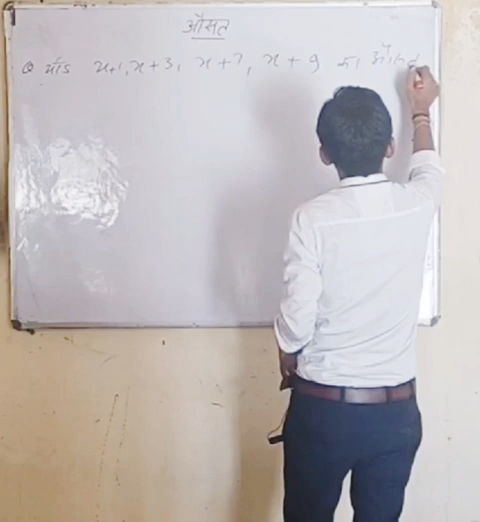 औसत
Q यदि x+1, x+3, x+7, x+9 का औसत